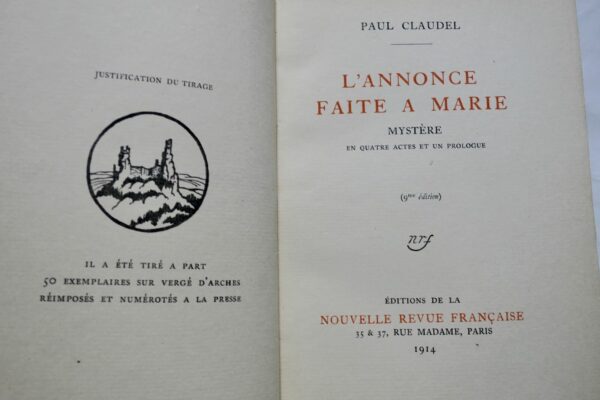 JUSTIFICATION DU TIRAGE
IL A ÉTÉ TIRÉ A PART
50 EXEMPLAIRES SUR VERGÉ D'ARCHES
RÉIMPOSÉS ET NUMÉROTÉS A LA PRESSE
PAUL CLAUDEL
L'ANNONCE
FAITE A MARIE
MYSTÈRE
EN QUATRE ACTES ET UN PROLOGUE
(9me édition)
nrf
ÉDITIONS DE LA
NOUVELLE REVUE FRANÇAISE
35 & 37, RUE MADAME, PARIS
1914